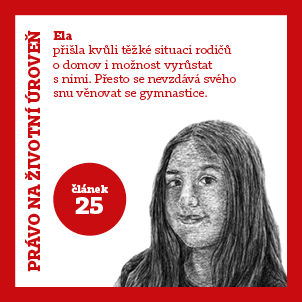 PRÁVO NA ŽIVOTNÍ ÚROVEŇ
Ela
přišla kvůli těžké situaci rodičů
o domov i možnost vyrůstat
s nimi. Přesto se nevzdává svého
snu věnovat se gymnastice.
článek
25